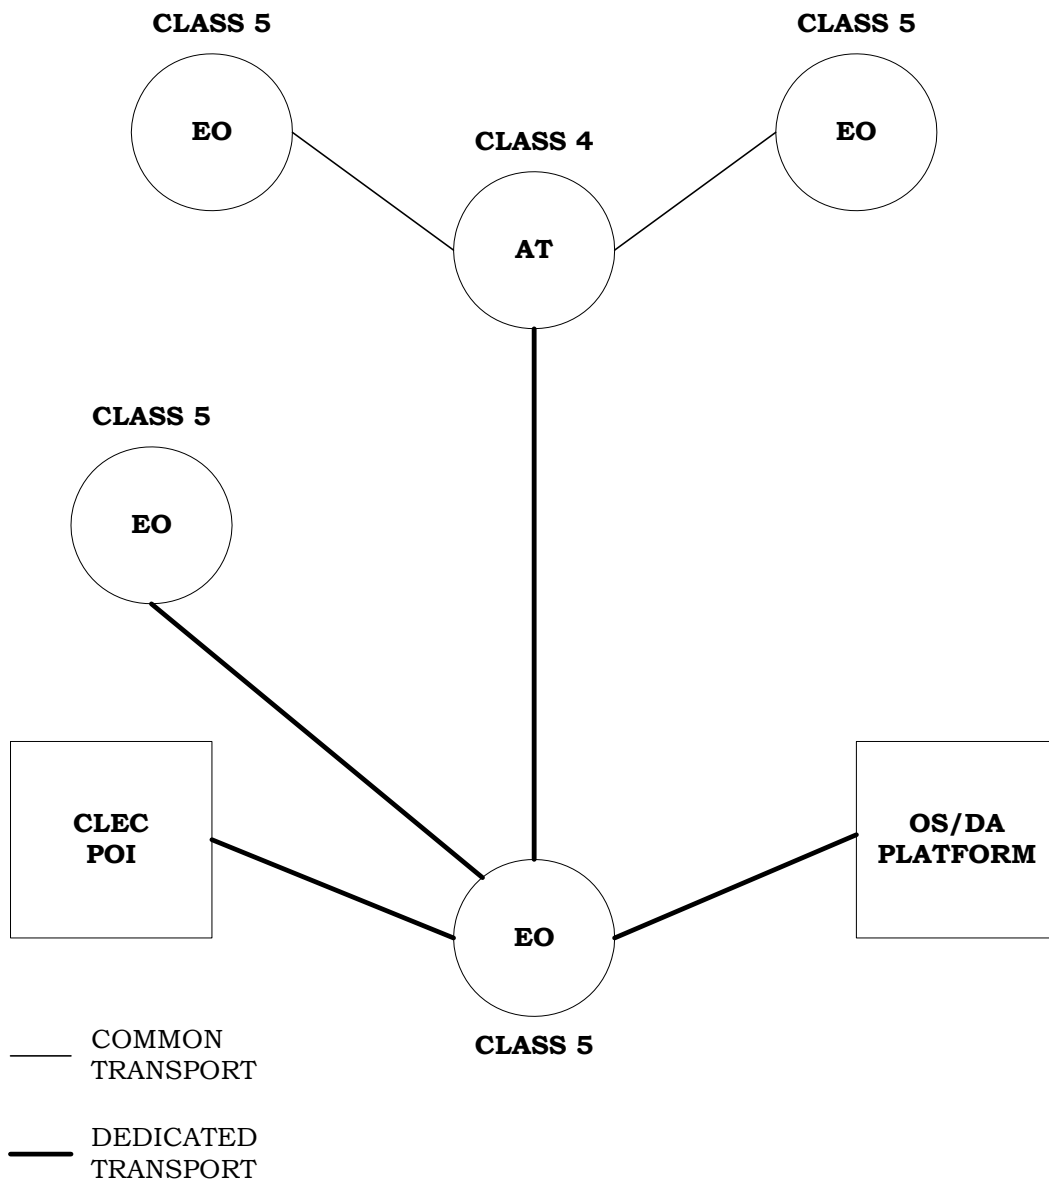 CLASS 5
CLASS 5
EO
EO
CLASS 4
AT
CLASS 5
EO
CLEC
POI
OS/DA
PLATFORM
EO
CLASS 5
COMMON
TRANSPORT
DEDICATED
TRANSPORT